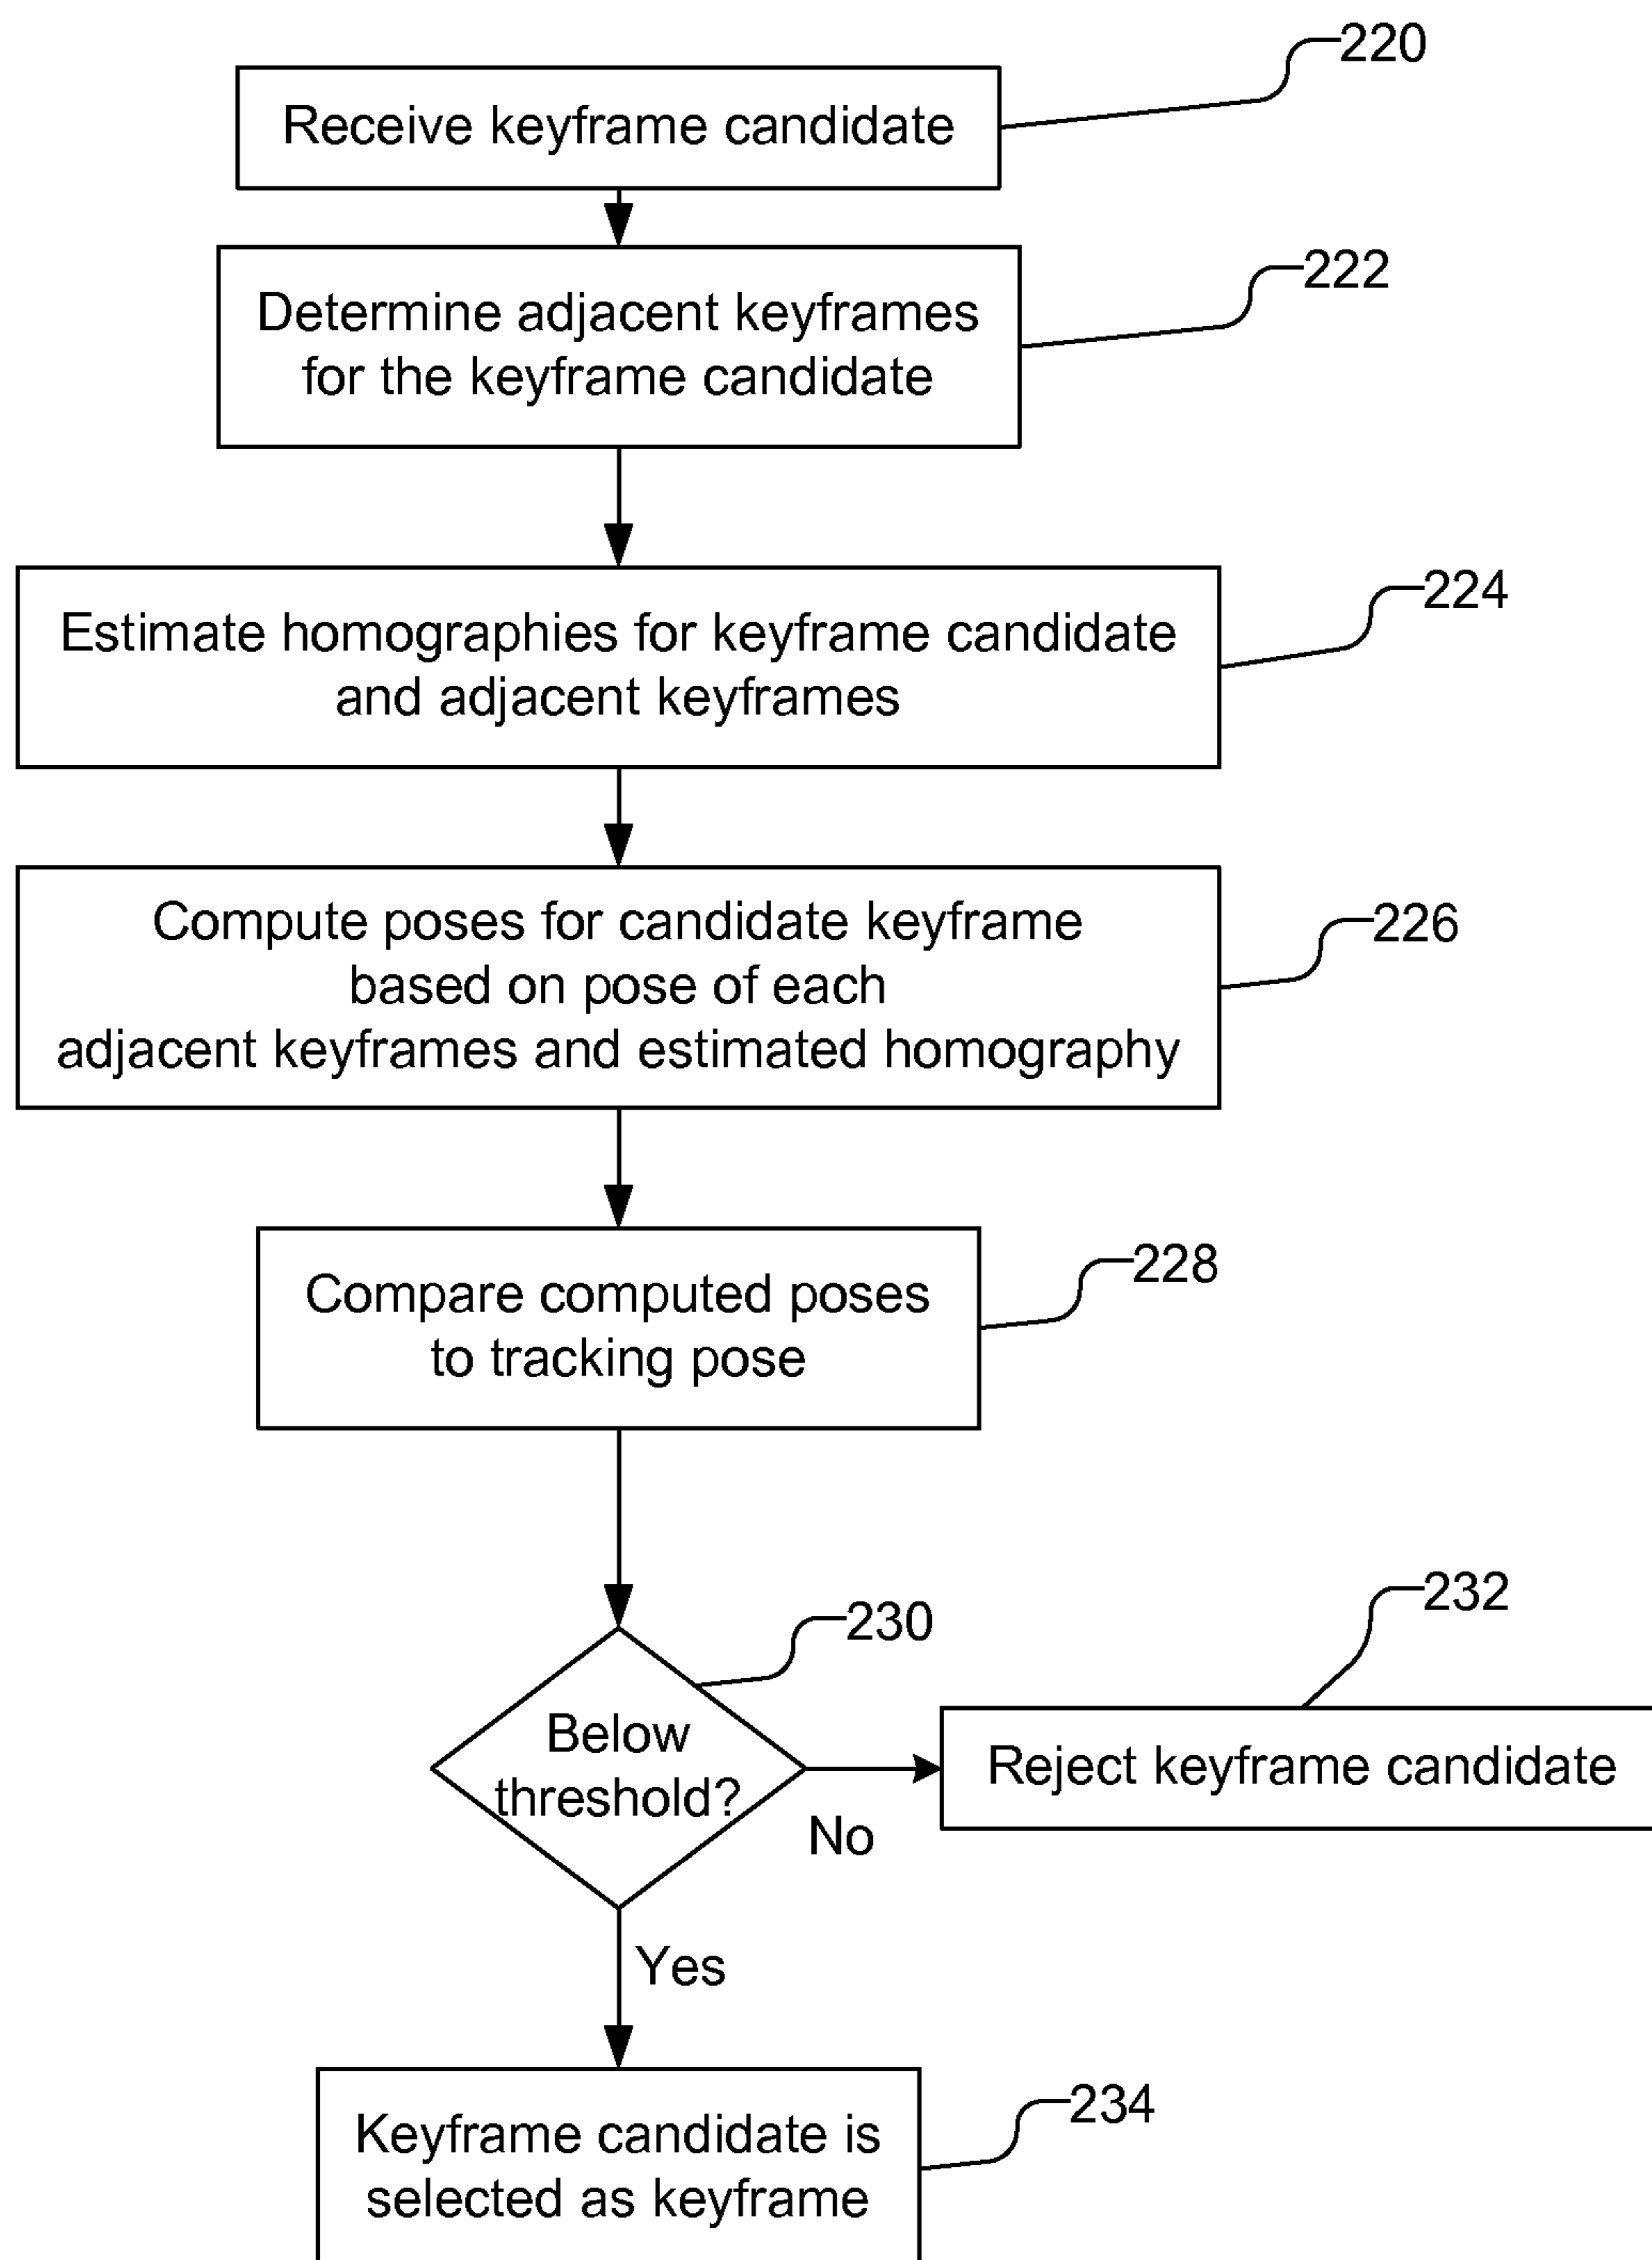 220
Receive keyframe candidate
222
Determine adjacent keyframes
for the keyframe candidate
224
Estimate homographies for keyframe candidate
and adjacent keyframes
226
Compute poses for candidate keyframe
based on pose of each
adjacent keyframes and estimated homography
228
Compare computed poses
to tracking pose
230
232
Below
threshold?
Reject keyframe candidate
No
Yes
234
Keyframe candidate is
selected as keyframe